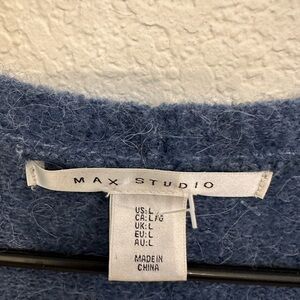 MAX STUDIO
US: L
CA: L/G
UK: L
EU: L
AU: L
MADE IN
CHINA